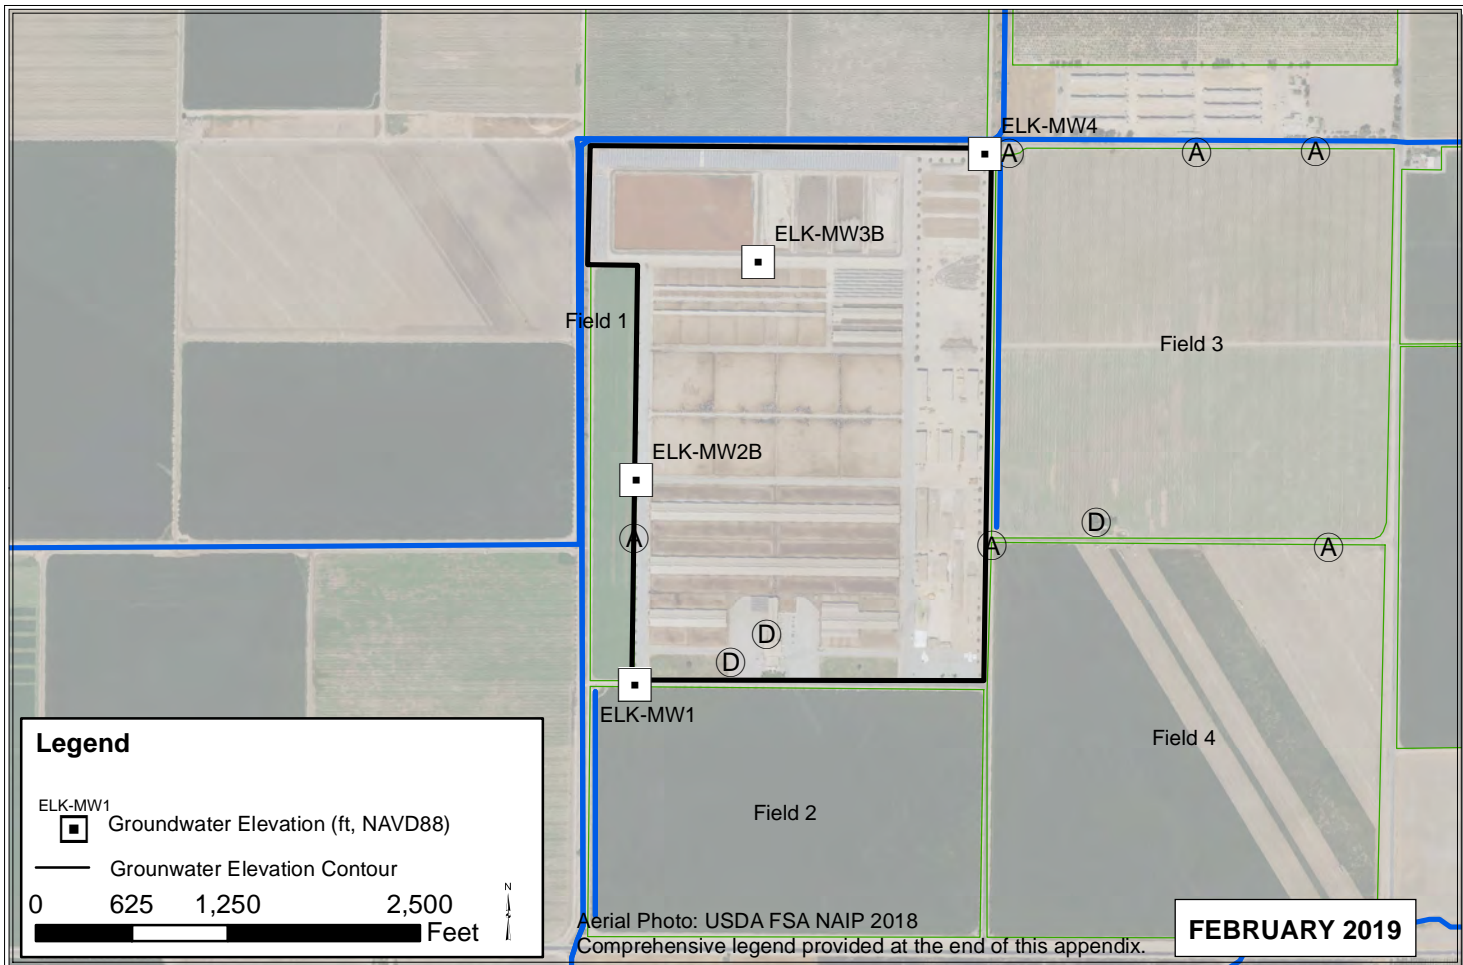 ELK-MW4
A
A
A
ELK-MW3B
Field 1
Field 3
ELK-MW2B
A
A
D
A
D
D
ELK-MW1
Field 2
Field 4
Legend
ELK-MW1
Groundwater Elevation (ft, NAVD88)
Grounwater Elevation Contour
0 625 1,250 2,500
Feet
N
Aerial Photo: USDA FSA NAIP 2018
Comprehensive legend provided at the end of this appendix.
FEBRUARY 2019